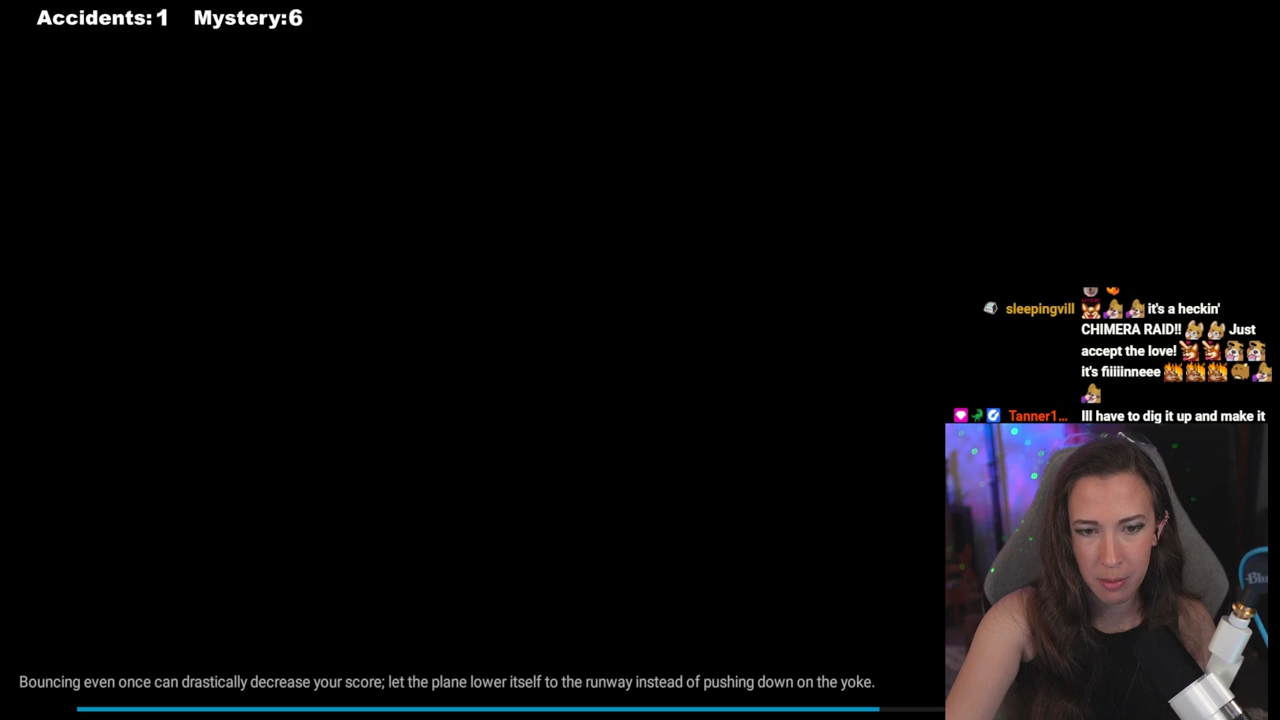 Accidents: 1 Mystery:6
sleepingvill it's a heckin'
CHIMERA RAID!! Just
accept the love!
it's fiiiiinneee
Tanner1... Ill have to dig it up and make it
Bouncing even once can drastically decrease your score; let the plane lower itself to the runway instead of pushing down on the yoke.
Blu